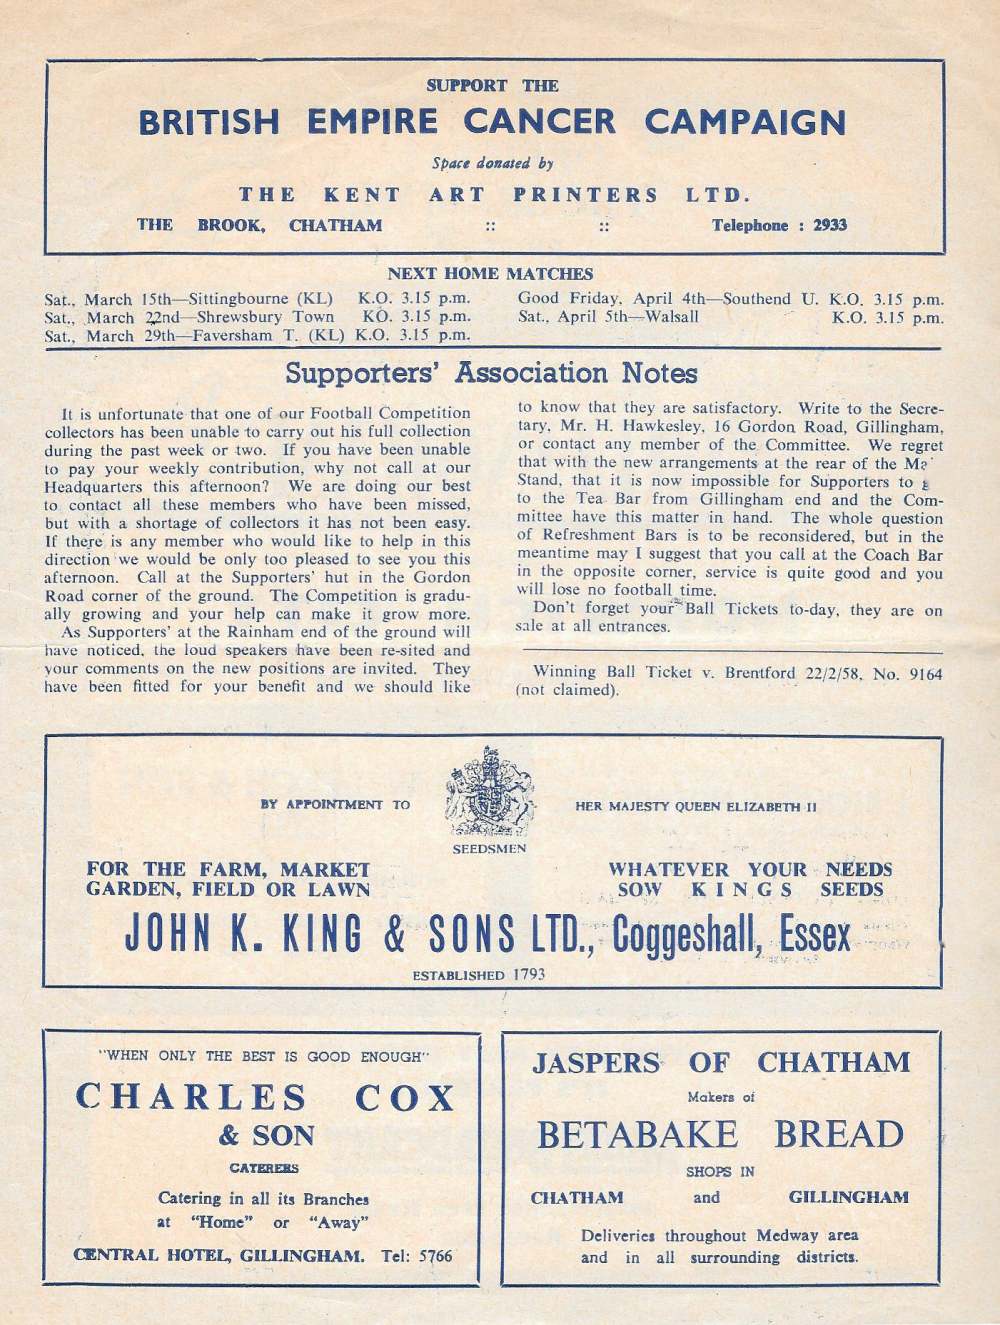 SUPPORT THE
BRITISH EMPIRE CANCER CAMPAIGN
Space donated by
THE KENT ART PRINTERS LTD.
THE BROOK, CHATHAM :: :: Telephone : 2933
NEXT HOME MATCHES
Sat., March 15th—Sittingbourne (KL) K.O. 3.15 p.m.
Sat., March 22nd—Shrewsbury Town KO. 3.15 p.m.
Sat., March 29th—Faversham T. (KL) K.O. 3.15 p.m.
Good Friday, April 4th—Southend U. K.O. 3.15 p.m.
Sat., April 5th—Walsall K.O. 3.15 p.m.
Supporters' Association Notes
It is unfortunate that one of our Football Competition
collectors has been unable to carry out his full collection
during the past week or two. If you have been unable
to pay your weekly contribution, why not call at our
Headquarters this afternoon? We are doing our best
to contact all these members who have been missed,
but with a shortage of collectors it has not been easy.
If there is any member who would like to help in this
direction we would be only too pleased to see you this
afternoon. Call at the Supporters' hut in the Gordon
Road corner of the ground. The Competition is gradu-
ally growing and your help can make it grow more.
As Supporters' at the Rainham end of the ground will
have noticed, the loud speakers have been re-sited and
your comments on the new positions are invited. They
have been fitted for your benefit and we should like
to know that they are satisfactory. Write to the Secre-
tary, Mr. H. Hawkesley, 16 Gordon Road, Gillingham,
or contact any member of the Committee. We regret
that with the new arrangements at the rear of the
Stand, that it is now impossible for Supporters to
to the Tea Bar from Gillingham end and the Com-
mittee have this matter in hand. The whole question
of Refreshment Bars is to be reconsidered, but in the
meantime may I suggest that you call at the Coach Bar
in the opposite corner, service is quite good and you
will lose no football time.
Don't forget your Ball Tickets to-day, they are on
sale at all entrances.
Winning Ball Ticket v. Brentford 22/2/58, No. 9164
(not claimed).
BY APPOINTMENT TO HER MAJESTY QUEEN ELIZABETH II
SEEDSMEN
FOR THE FARM, MARKET
GARDEN, FIELD OR LAWN
WHATEVER YOUR NEEDS
SOW KINGS SEEDS
JOHN K. KING & SONS LTD., Coggeshall, Essex
ESTABLISHED 1793
"WHEN ONLY THE BEST IS GOOD ENOUGH"
CHARLES COX
& SON
CATERERS
Catering in all its Branches
at "Home" or "Away"
CENTRAL HOTEL, GILLINGHAM. Tel: 5766
JASPERS OF CHATHAM
Makers of
BETABAKE BREAD
SHOPS IN
CHATHAM and GILLINGHAM
Deliveries throughout Medway area
and in all surrounding districts.